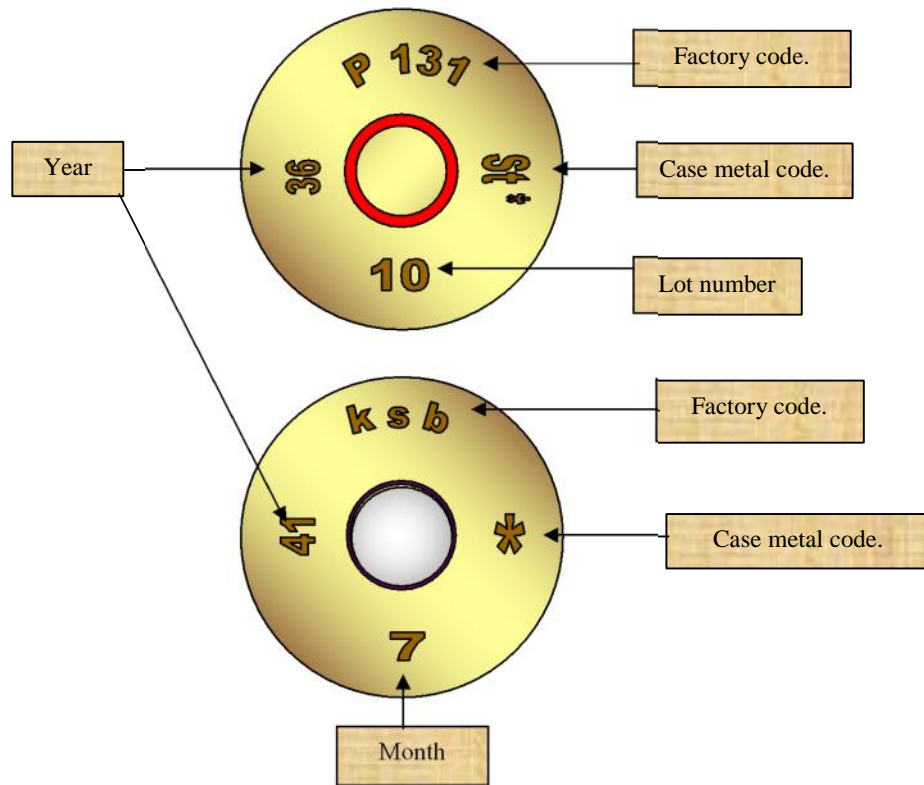 P 131
Factory code.
Year
36
S*
Case metal code.
10
Lot number
k s b
Factory code.
41
*
Case metal code.
7
Month